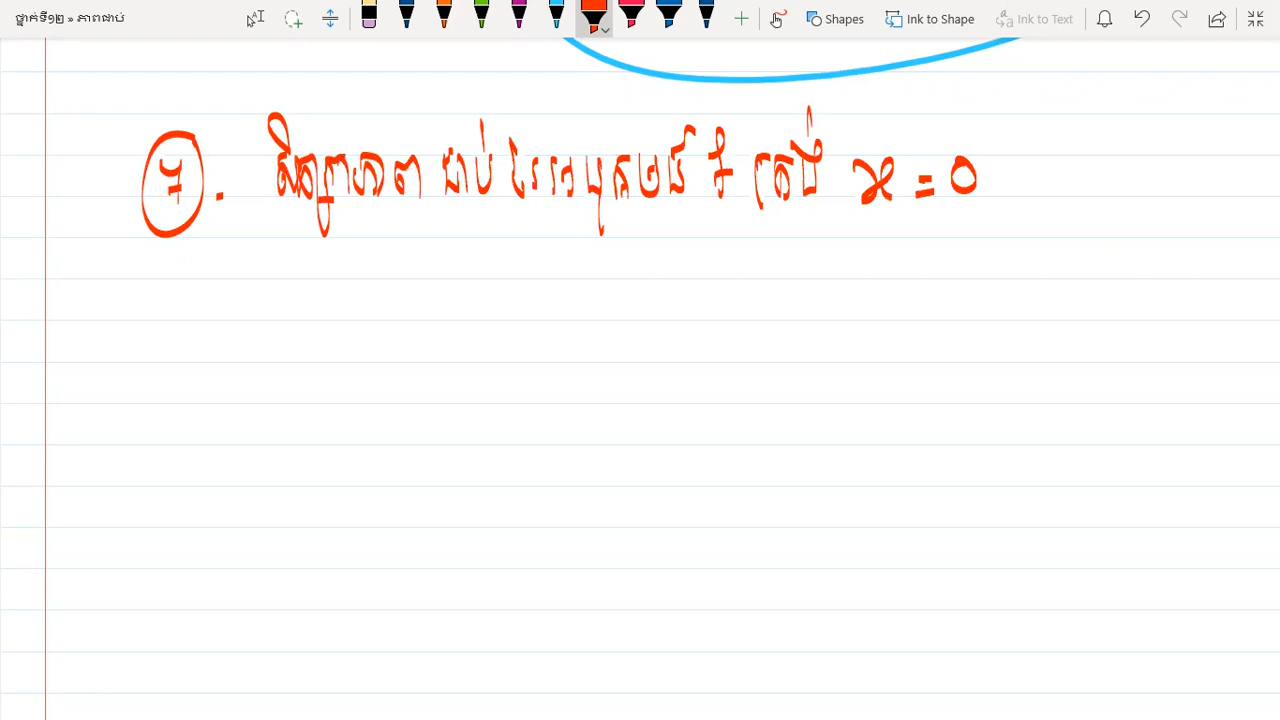 ថ្នាក់ទី១២ » ភាពជាប់
Shapes
Ink to Shape
Ink to Text
សិក្សាភាពជាប់នៃអនុគមន៍ f ត្រង់ x = 0